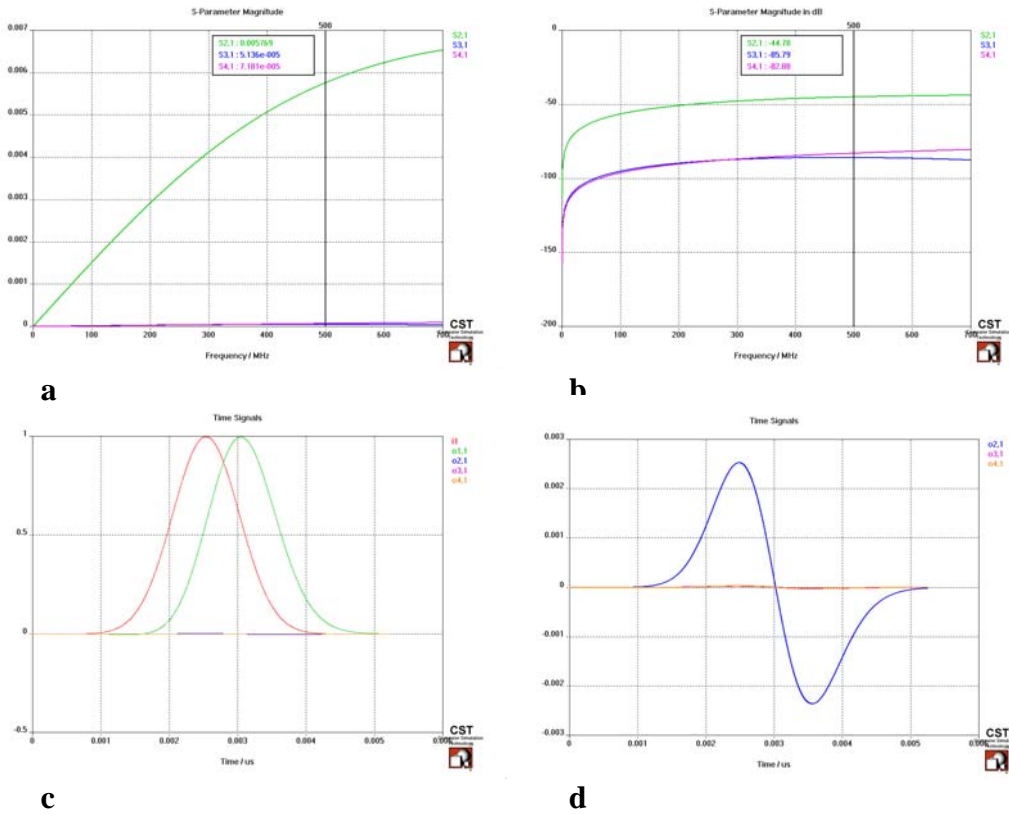 S-Parameter Magnitude
500
S2,1 : 0.005769
S3,1 : 5.136e-005
S4,1 : 7.181e-005
S2,1
S3,1
S4,1
0.007
0.006
0.005
0.004
0.003
0.002
0.001
0
0 100 200 300 400 500 600
Frequency / MHz
CST
a
S-Parameter Magnitude in dB
500
S2,1 : -44.78
S3,1 : -85.79
S4,1 : -82.88
S2,1
S3,1
S4,1
0
-50
-100
-150
-200
0 100 200 300 400 500 600
Frequency / MHz
CST
b
Time Signals
i1
o1,1
o2,1
o3,1
o4,1
1
0.5
0
-0.5
0 0.001 0.002 0.003 0.004 0.005
Time / us
CST
c
Time Signals
o2,1
o3,1
o4,1
0.003
0.002
0.001
0
-0.001
-0.002
-0.003
0 0.001 0.002 0.003 0.004 0.005
Time / us
CST
d